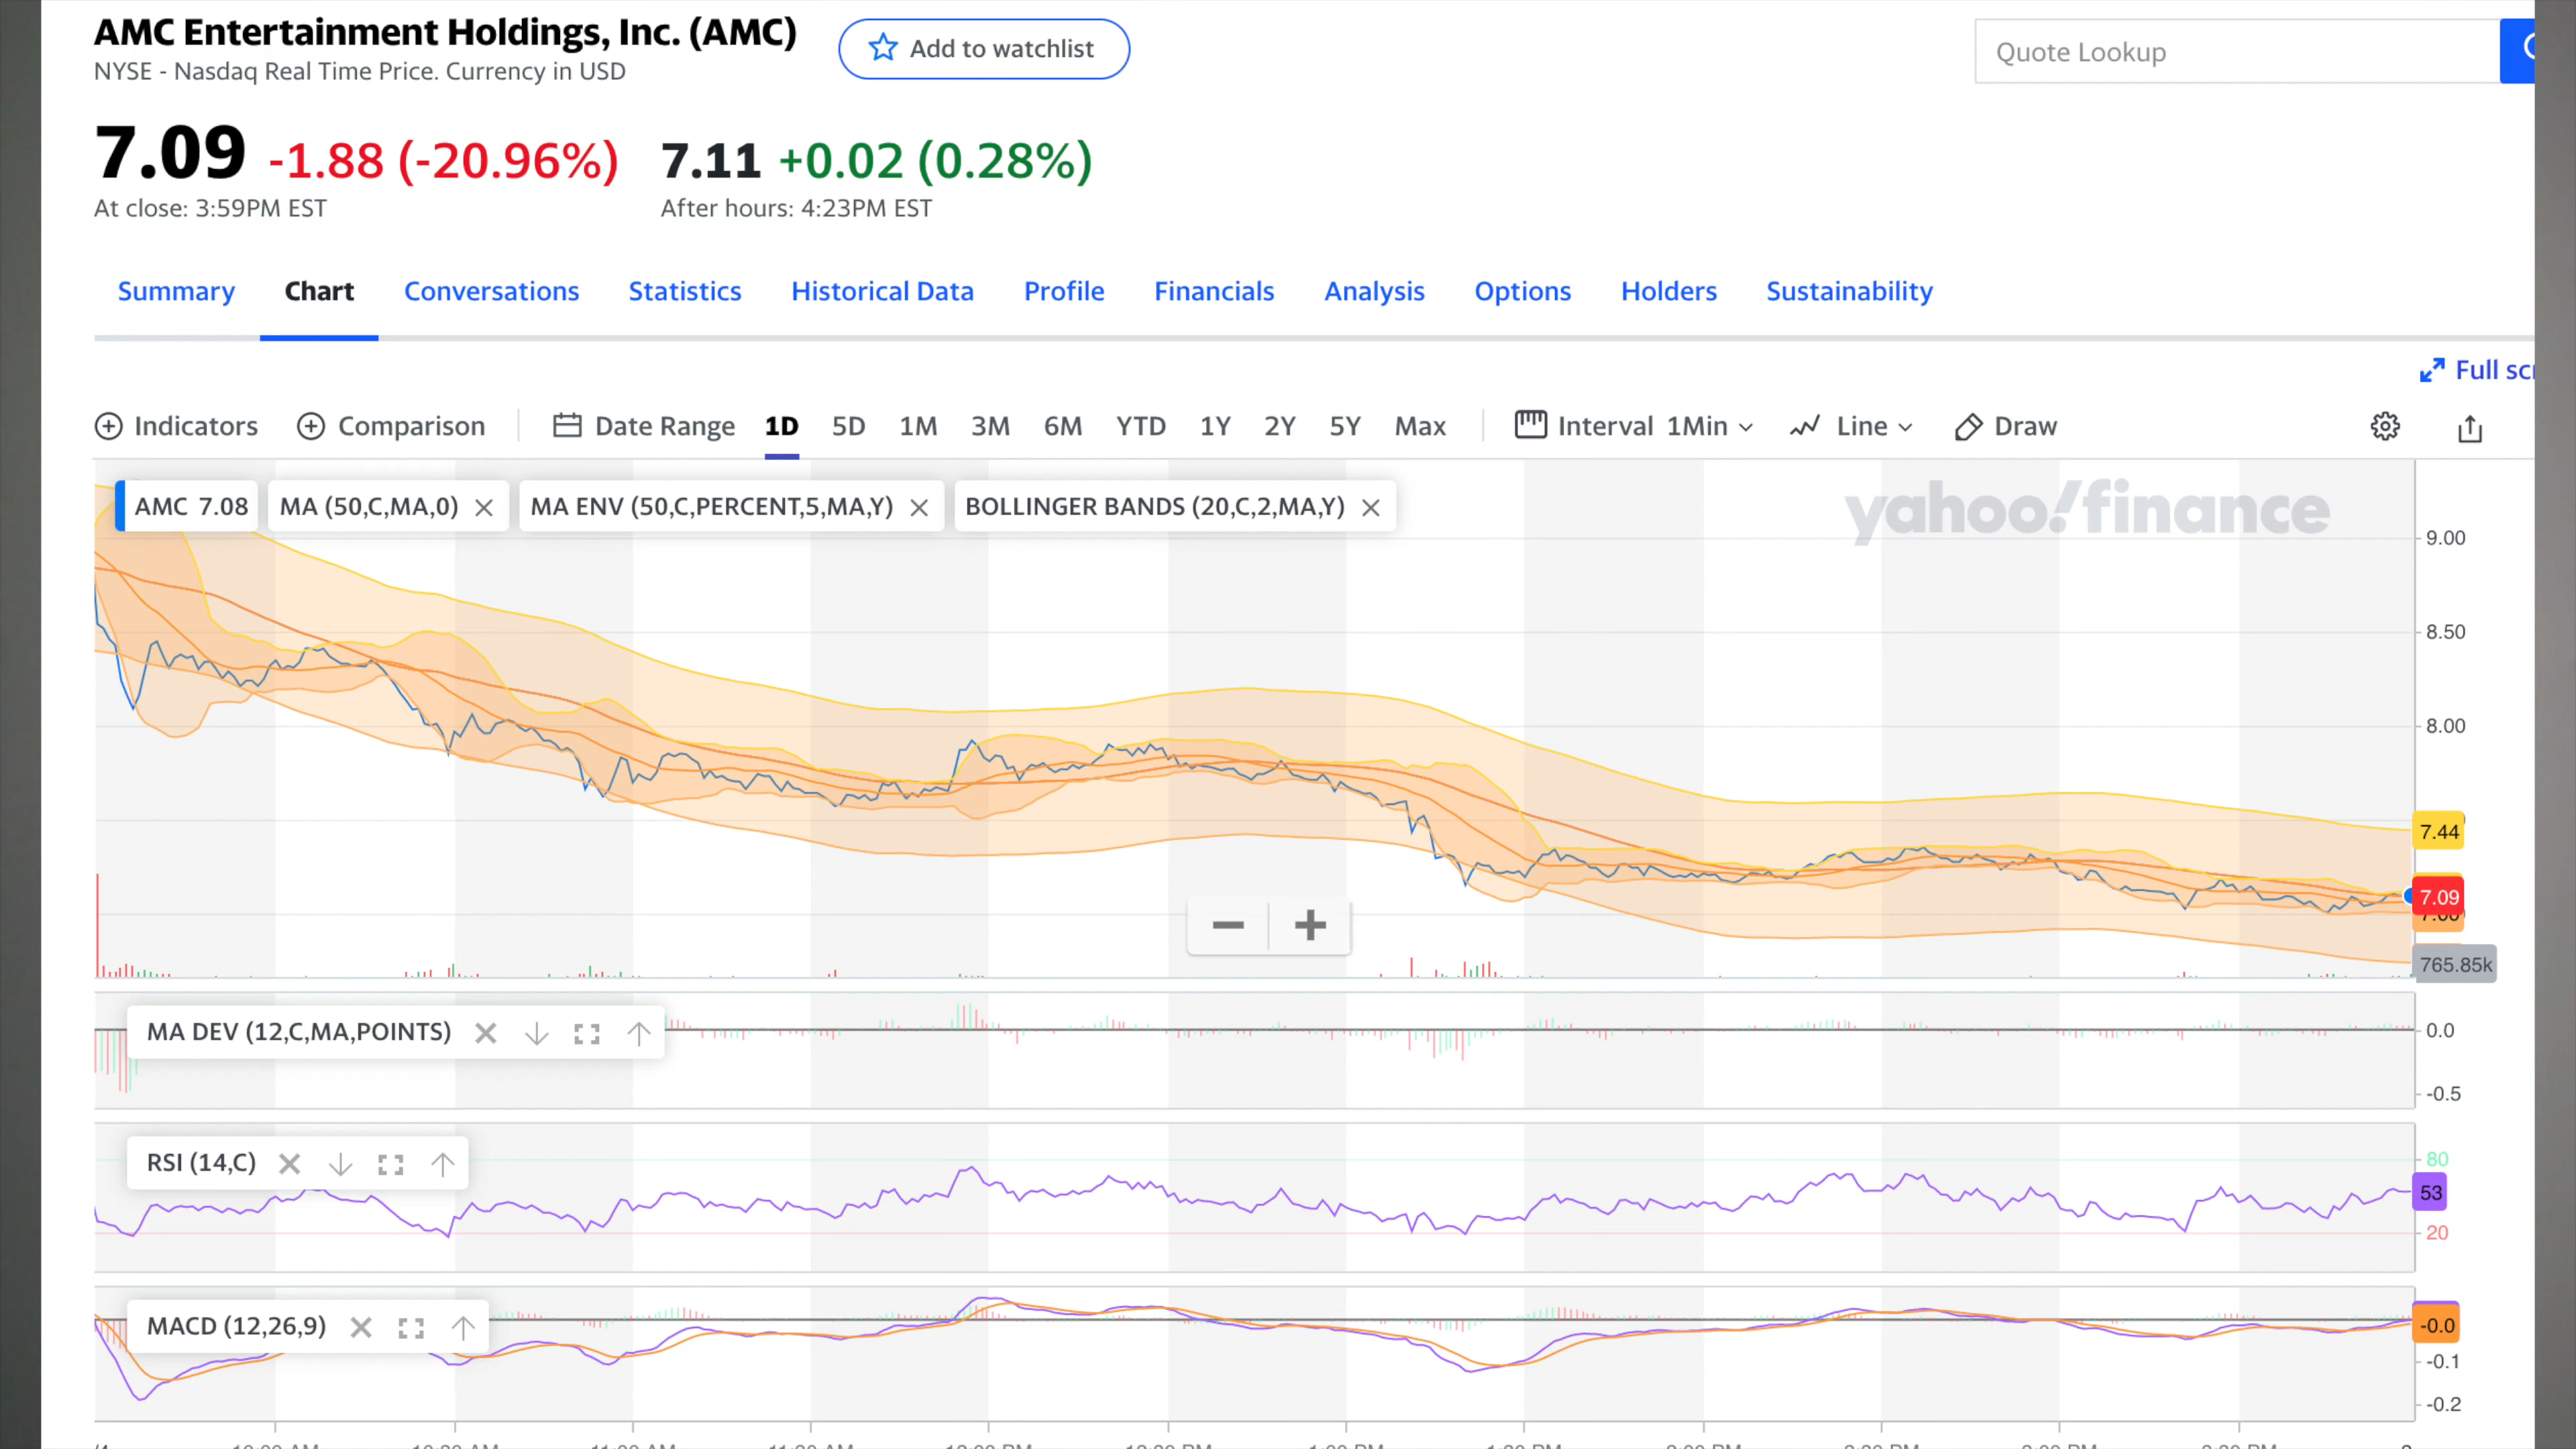 AMC Entertainment Holdings, Inc. (AMC)
Add to watchlist
Quote Lookup
NYSE - Nasdaq Real Time Price. Currency in USD
7.09 -1.88 (-20.96%) 7.11 +0.02 (0.28%)
At close: 3:59PM EST After hours: 4:23PM EST
Summary Chart Conversations Statistics Historical Data Profile Financials Analysis Options Holders Sustainability
Full
Indicators Comparison Date Range 1D 5D 1M 3M 6M YTD 1Y 2Y 5Y Max Interval 1Min Line Draw
AMC 7.08 MA (50,C,MA,0) MA ENV (50,C,PERCENT,5,MA,Y) BOLLINGER BANDS (20,C,2,MA,Y)
yahoo!finance
9.00
8.50
8.00
7.44
7.09
7.00
765.85k
MA DEV (12,C,MA,POINTS)
0.0
-0.5
RSI (14,C)
80
53
20
MACD (12,26,9)
-0.0
-0.1
-0.2